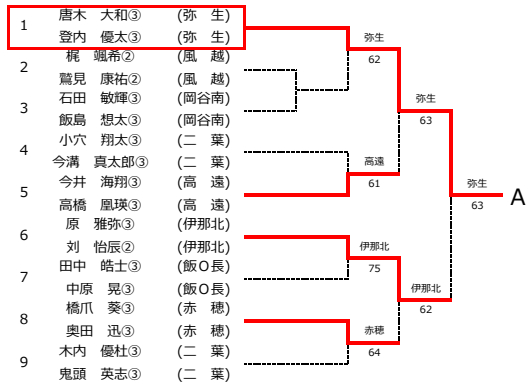 1
唐木 大和③ (弥 生)
登内 優太③ (弥 生)
2
梶 颯希② (風 越)
鷲見 康祐② (風 越)
3
石田 敏輝③ (岡谷南)
飯島 想太③ (岡谷南)
4
小穴 翔太③ (二 葉)
今溝 真太郎③ (二 葉)
5
今井 海翔③ (高 遠)
高橋 凰瑛③ (高 遠)
6
原 雅弥③ (伊那北)
刘 怡辰② (伊那北)
7
田中 皓士③ (飯O長)
中原 晃③ (飯O長)
8
橋爪 葵③ (赤 穂)
奥田 迅③ (赤 穂)
9
木内 優杜③ (二 葉)
鬼頭 英志③ (二 葉)
弥生
62
高遠
61
伊那北
75
赤穂
64
弥生
63
伊那北
62
弥生
63
A